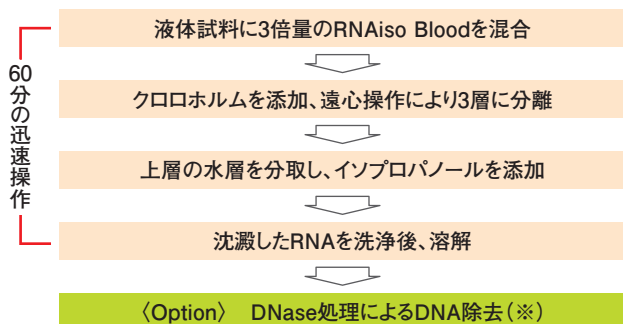 液体試料に3倍量のRNAiso Bloodを混合
クロロホルムを添加、遠心操作により3層に分離
上層の水層を分取し、イソプロパノールを添加
沈澱したRNAを洗浄後、溶解
〈Option〉 DNase処理によるDNA除去(※)
60分の迅速操作